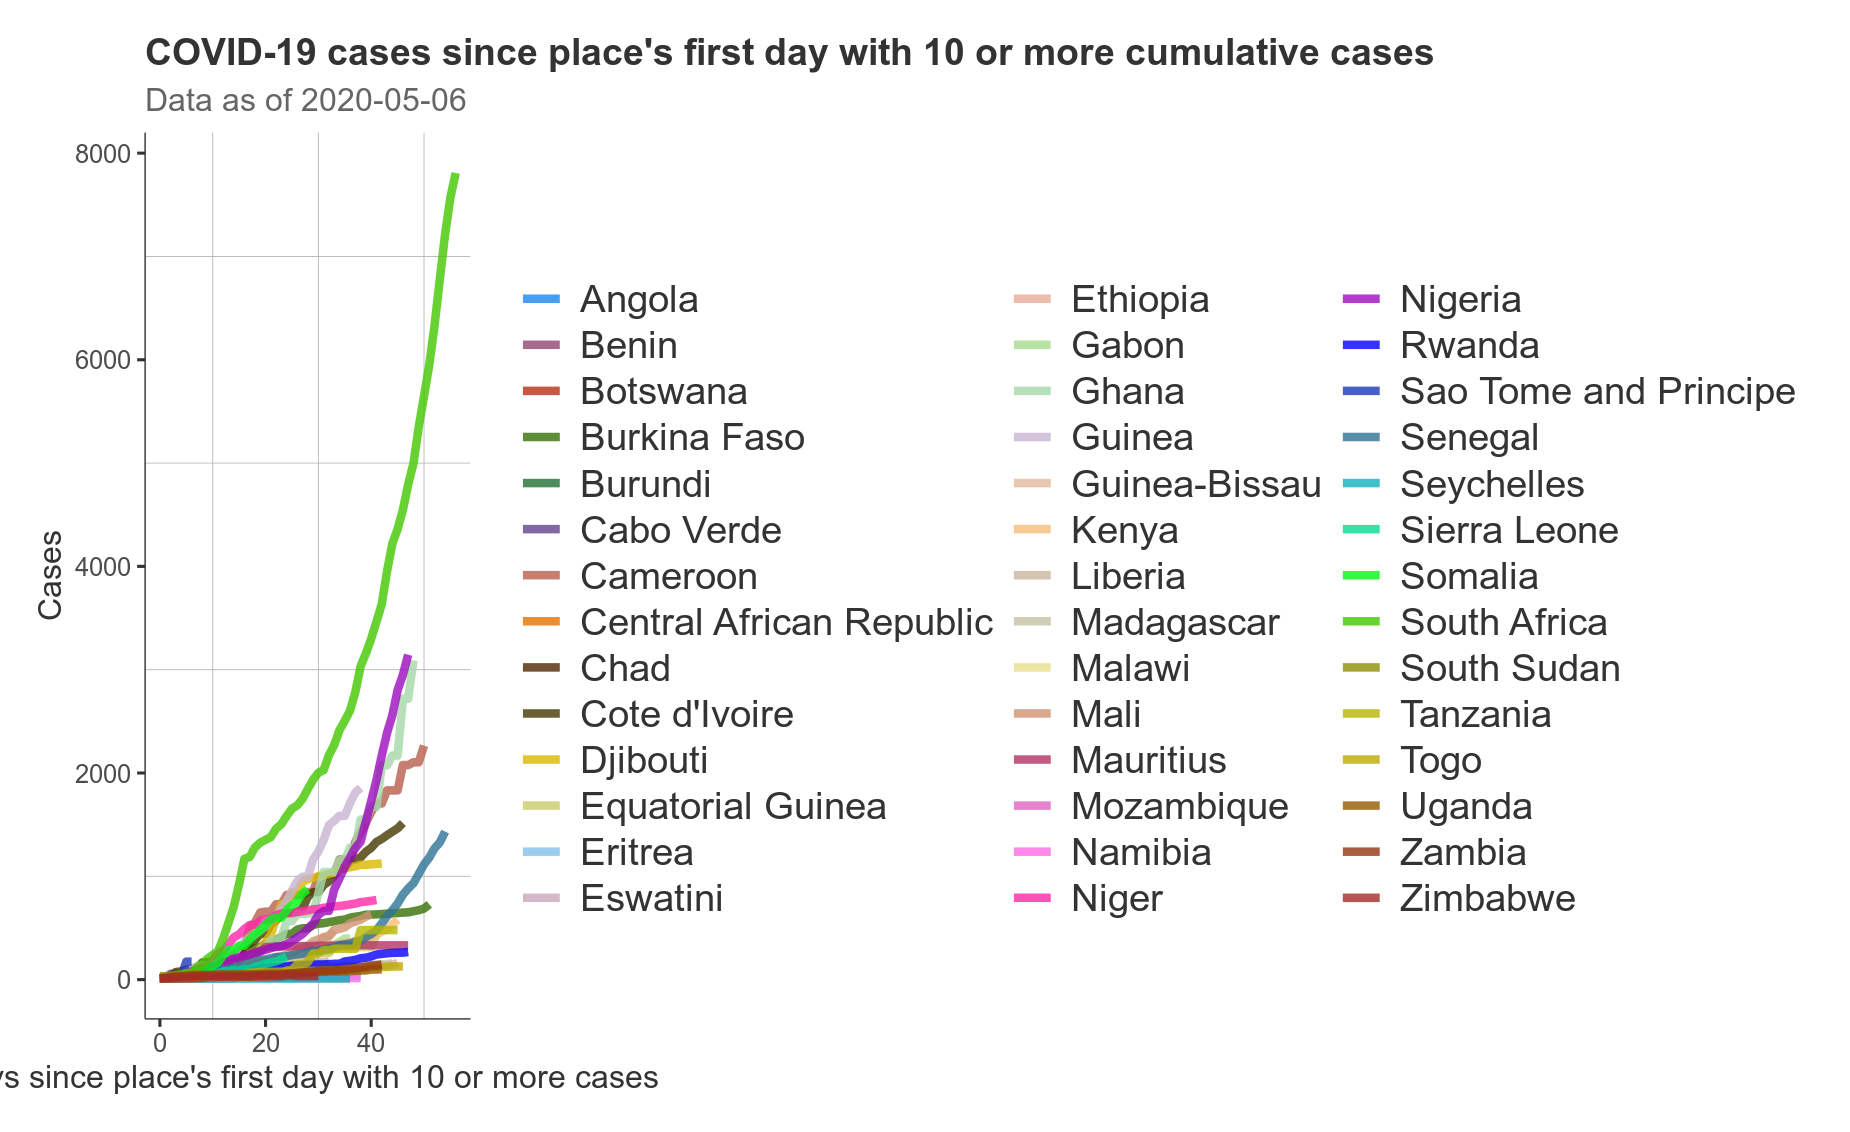 COVID-19 cases since place's first day with 10 or more cumulative cases
Data as of 2020-05-06
8000
6000
4000
2000
0
Cases
0 20 40
since place's first day with 10 or more cases
Angola
Benin
Botswana
Burkina Faso
Burundi
Cabo Verde
Cameroon
Central African Republic
Chad
Cote d'Ivoire
Djibouti
Equatorial Guinea
Eritrea
Eswatini
Ethiopia
Gabon
Ghana
Guinea
Guinea-Bissau
Kenya
Liberia
Madagascar
Malawi
Mali
Mauritius
Mozambique
Namibia
Niger
Nigeria
Rwanda
Sao Tome and Principe
Senegal
Seychelles
Sierra Leone
Somalia
South Africa
South Sudan
Tanzania
Togo
Uganda
Zambia
Zimbabwe